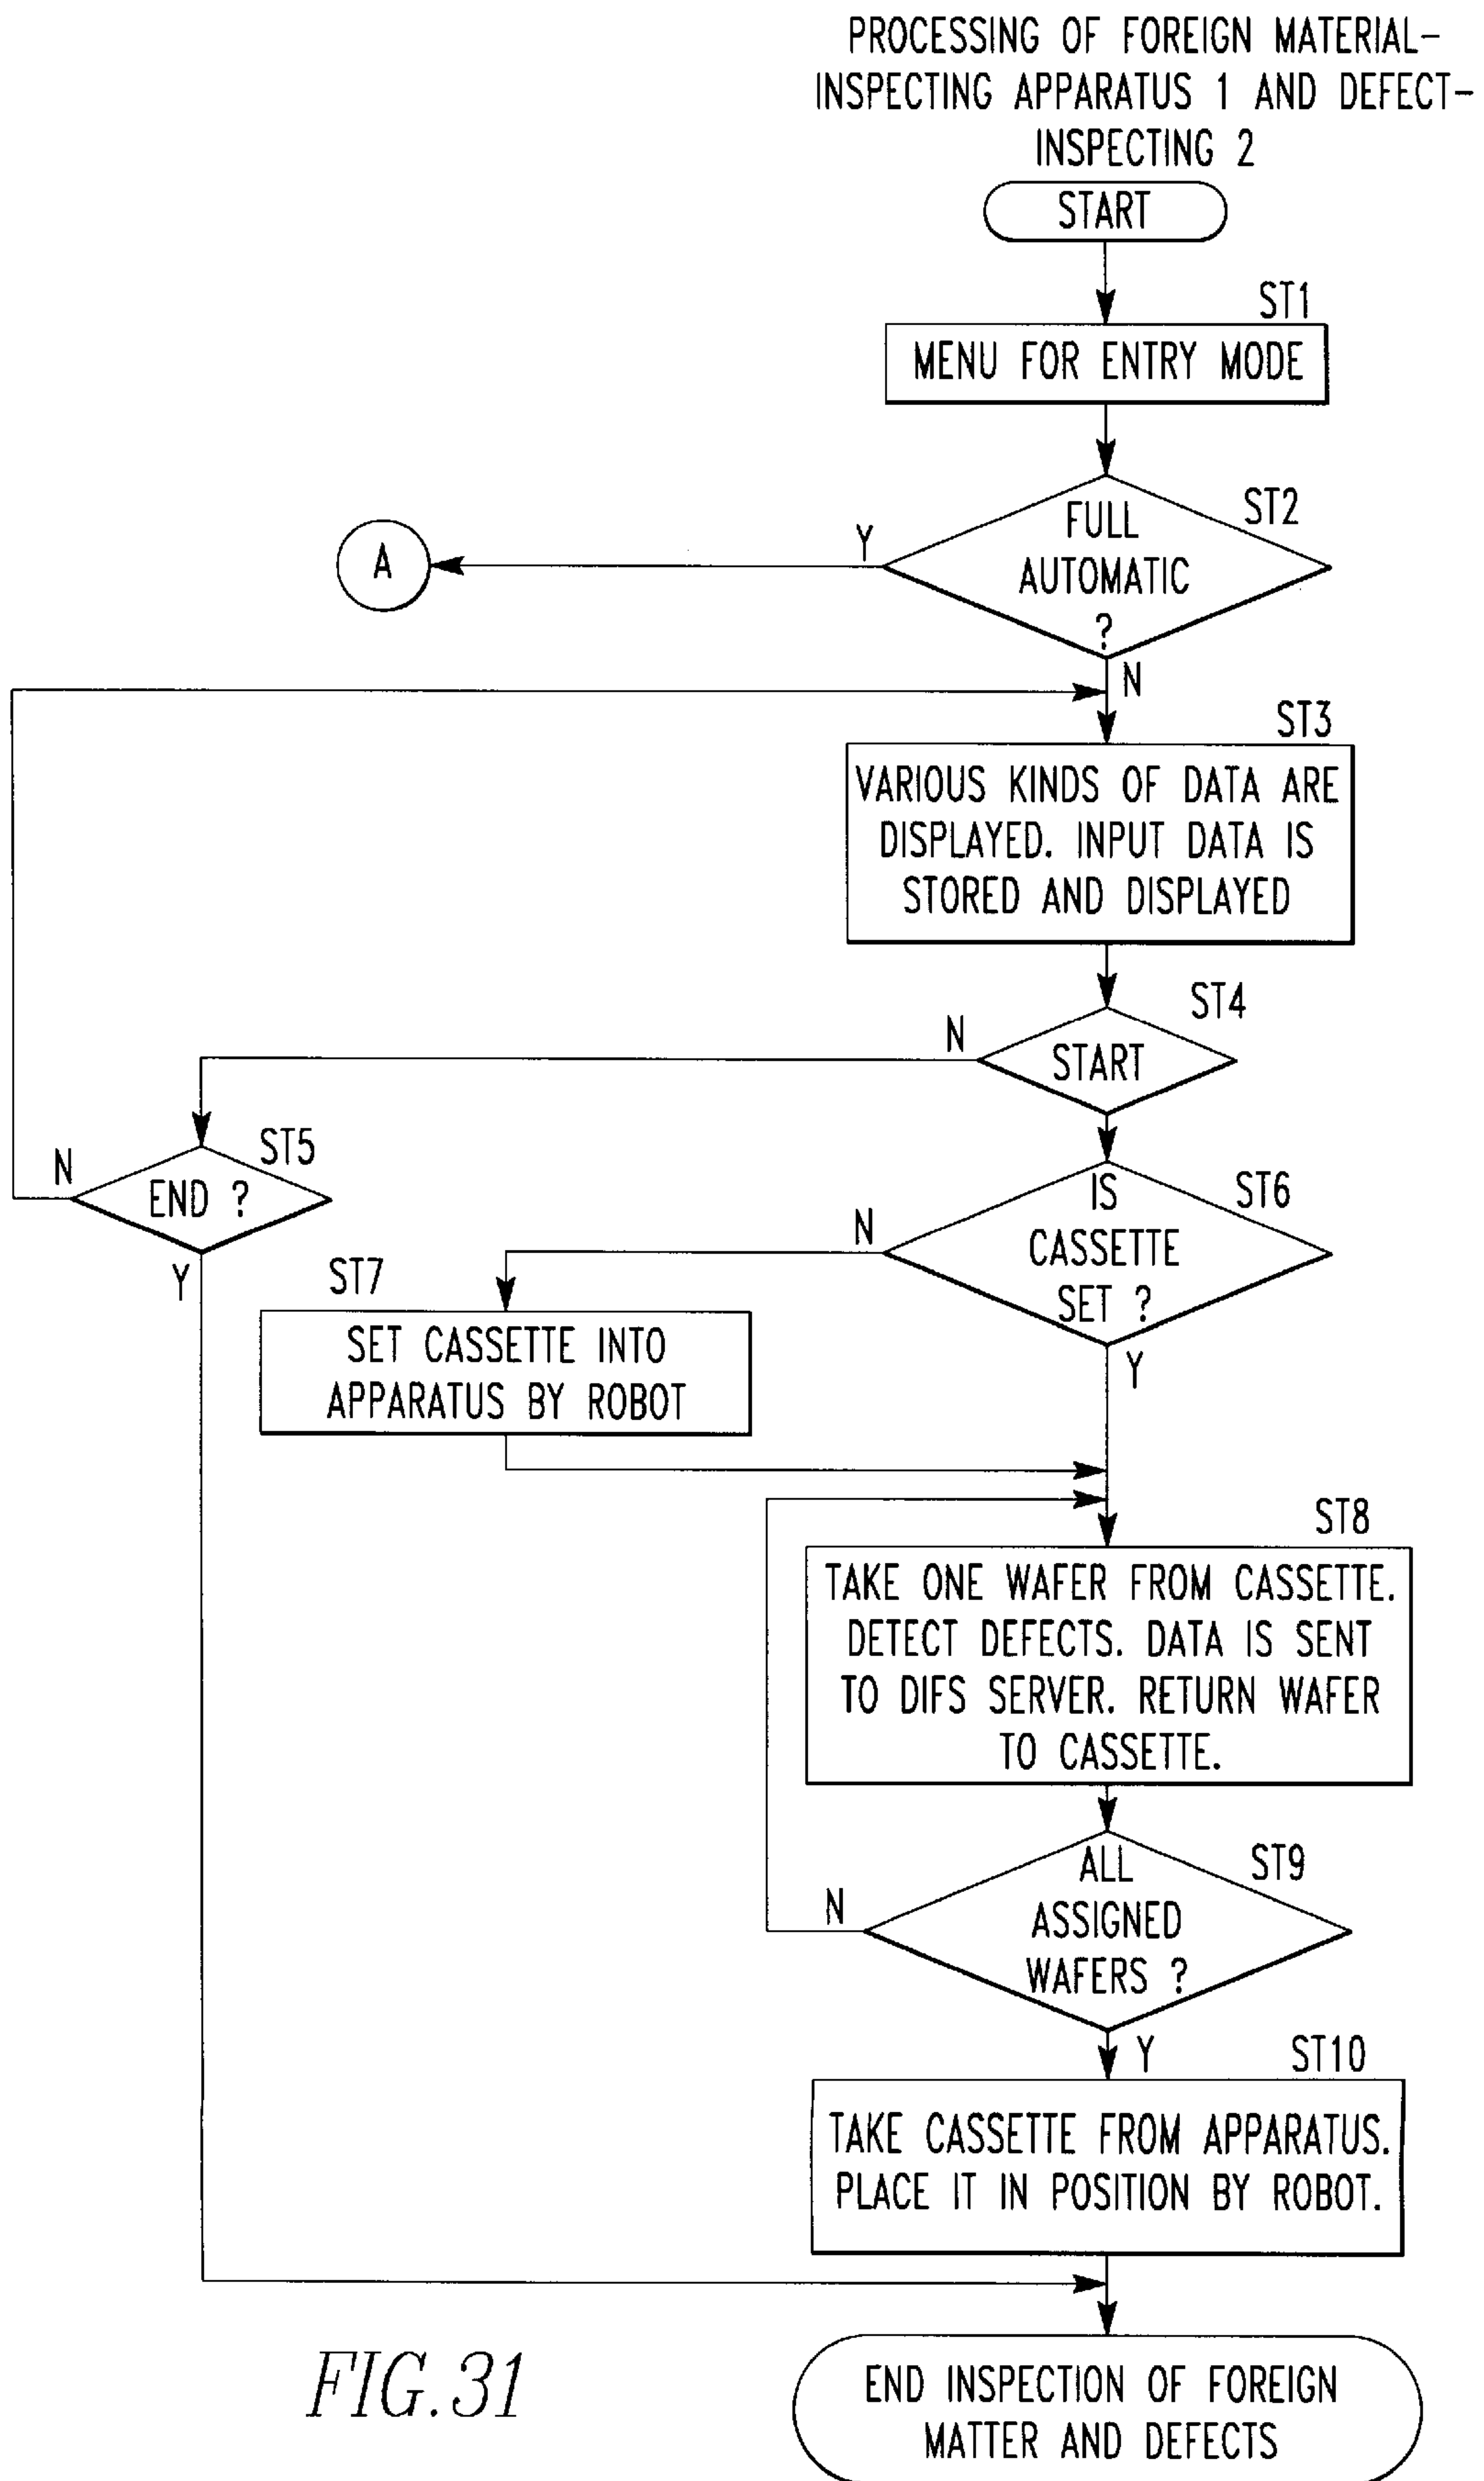 PROCESSING OF FOREIGN MATERIAL-
INSPECTING APPARATUS 1 AND DEFECT-
INSPECTING 2
START
ST1
MENU FOR ENTRY MODE
ST2
FULL
AUTOMATIC
?
Y
A
N
ST3
VARIOUS KINDS OF DATA ARE
DISPLAYED. INPUT DATA IS
STORED AND DISPLAYED
ST4
N
START
ST5
N
END ?
Y
ST6
IS
CASSETTE
SET ?
N
Y
ST7
SET CASSETTE INTO
APPARATUS BY ROBOT
ST8
TAKE ONE WAFER FROM CASSETTE.
DETECT DEFECTS. DATA IS SENT
TO DIFS SERVER. RETURN WAFER
TO CASSETTE.
ST9
ALL
ASSIGNED
WAFERS ?
N
Y
ST10
TAKE CASSETTE FROM APPARATUS.
PLACE IT IN POSITION BY ROBOT.
END INSPECTION OF FOREIGN
MATTER AND DEFECTS
FIG.31